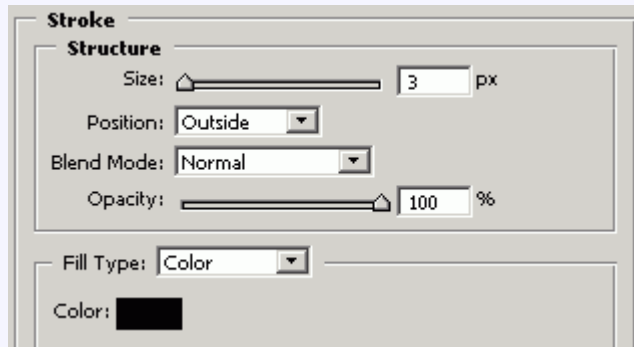 Stroke
Structure
Size: 3 px
Position: Outside
Blend Mode: Normal
Opacity: 100 %
Fill Type: Color
Color: